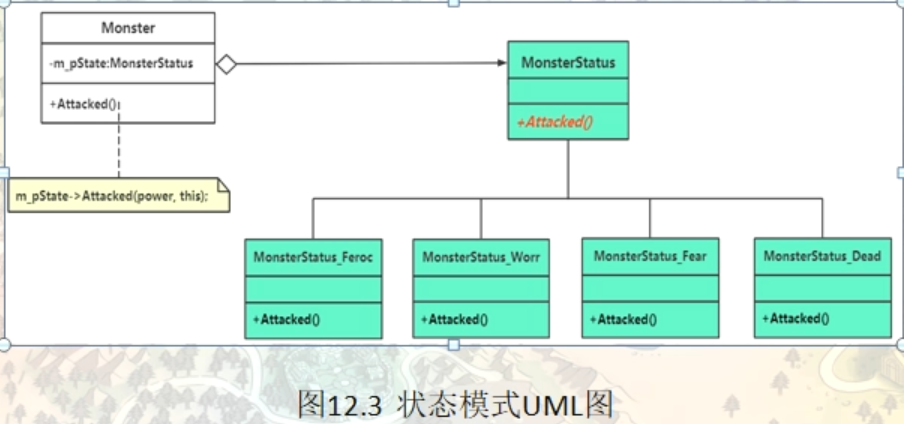 Monster
-m_pState:MonsterStatus
+Attacked()
m_pState->Attacked(power, this);
MonsterStatus
+Attacked()
MonsterStatus_Feroc
+Attacked()
MonsterStatus_Worr
+Attacked()
MonsterStatus_Fear
+Attacked()
MonsterStatus_Dead
+Attacked()
图12.3 状态模式UML图